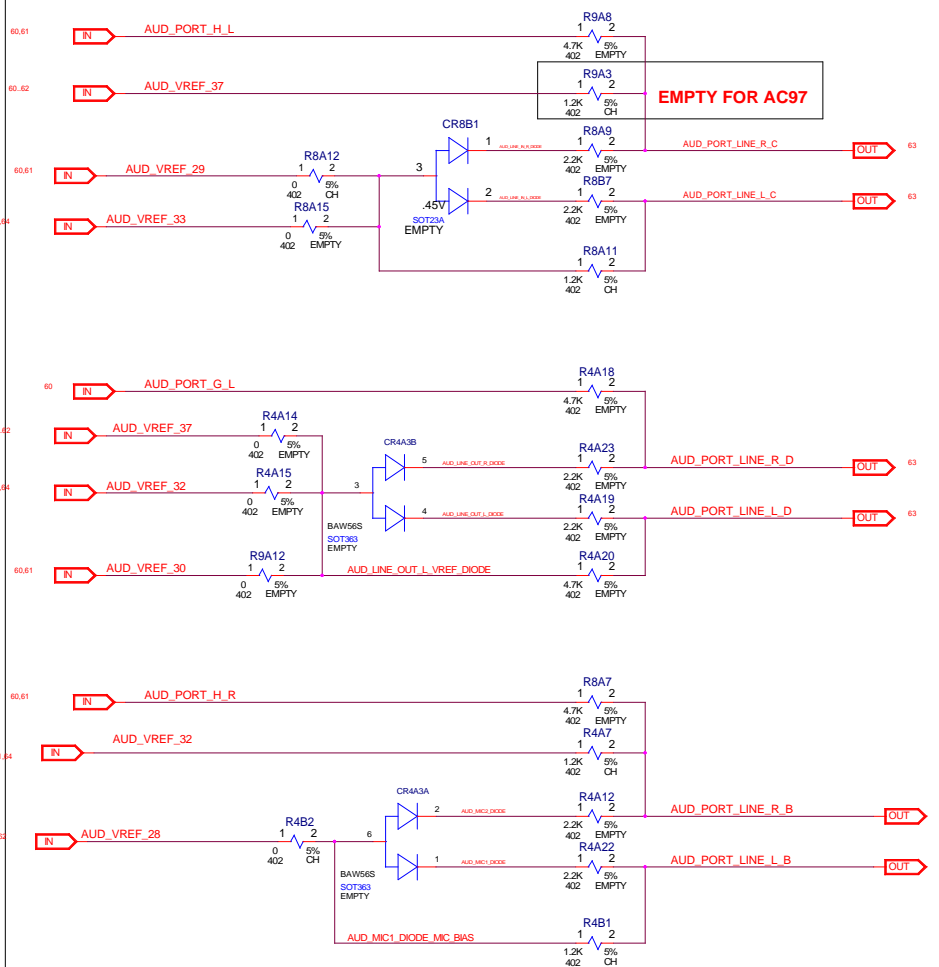 60,61 IN AUD_PORT_H_L
R9A8
1 2
4.7K 5%
402 EMPTY
60..62 IN AUD_VREF_37
R9A3
1 2
1.2K 5%
402 CH
EMPTY FOR AC97
CR8B1
3
1 AUD_LINE_IN_R_DIODE
R8A9
1 2
2.2K 5%
402 EMPTY
AUD_PORT_LINE_R_C OUT 63
60,61 IN AUD_VREF_29
R8A12
1 2
0 5%
402 CH
2 AUD_LINE_IN_L_DIODE
R8B7
1 2
2.2K 5%
402 EMPTY
AUD_PORT_LINE_L_C OUT 63
.45V
SOT23A
EMPTY
IN AUD_VREF_33
R8A15
1 2
0 5%
402 EMPTY
R8A11
1 2
1.2K 5%
402 CH
60 IN AUD_PORT_G_L
R4A18
1 2
4.7K 5%
402 EMPTY
IN AUD_VREF_37
R4A14
1 2
0 5%
402 EMPTY
CR4A3B
3
5 AUD_LINE_OUT_R_DIODE
R4A23
1 2
2.2K 5%
402 EMPTY
AUD_PORT_LINE_R_D OUT 63
IN AUD_VREF_32
R4A15
1 2
0 5%
402 EMPTY
4 AUD_LINE_OUT_L_DIODE
R4A19
1 2
2.2K 5%
402 EMPTY
AUD_PORT_LINE_L_D OUT 63
BAW56S
SOT363
EMPTY
60,61 IN AUD_VREF_30
R9A12
1 2
0 5%
402 EMPTY
AUD_LINE_OUT_L_VREF_DIODE
R4A20
1 2
4.7K 5%
402 EMPTY
60,61 IN AUD_PORT_H_R
R8A7
1 2
4.7K 5%
402 EMPTY
IN AUD_VREF_32
R4A7
1 2
1.2K 5%
402 CH
CR4A3A
6
2 AUD_MIC2_DIODE
R4A12
1 2
2.2K 5%
402 EMPTY
AUD_PORT_LINE_R_B OUT
IN AUD_VREF_28
R4B2
1 2
0 5%
402 CH
1 AUD_MIC1_DIODE
R4A22
1 2
2.2K 5%
402 EMPTY
AUD_PORT_LINE_L_B OUT
BAW56S
SOT363
EMPTY
AUD_MIC1_DIODE_MIC_BIAS
R4B1
1 2
1.2K 5%
402 CH